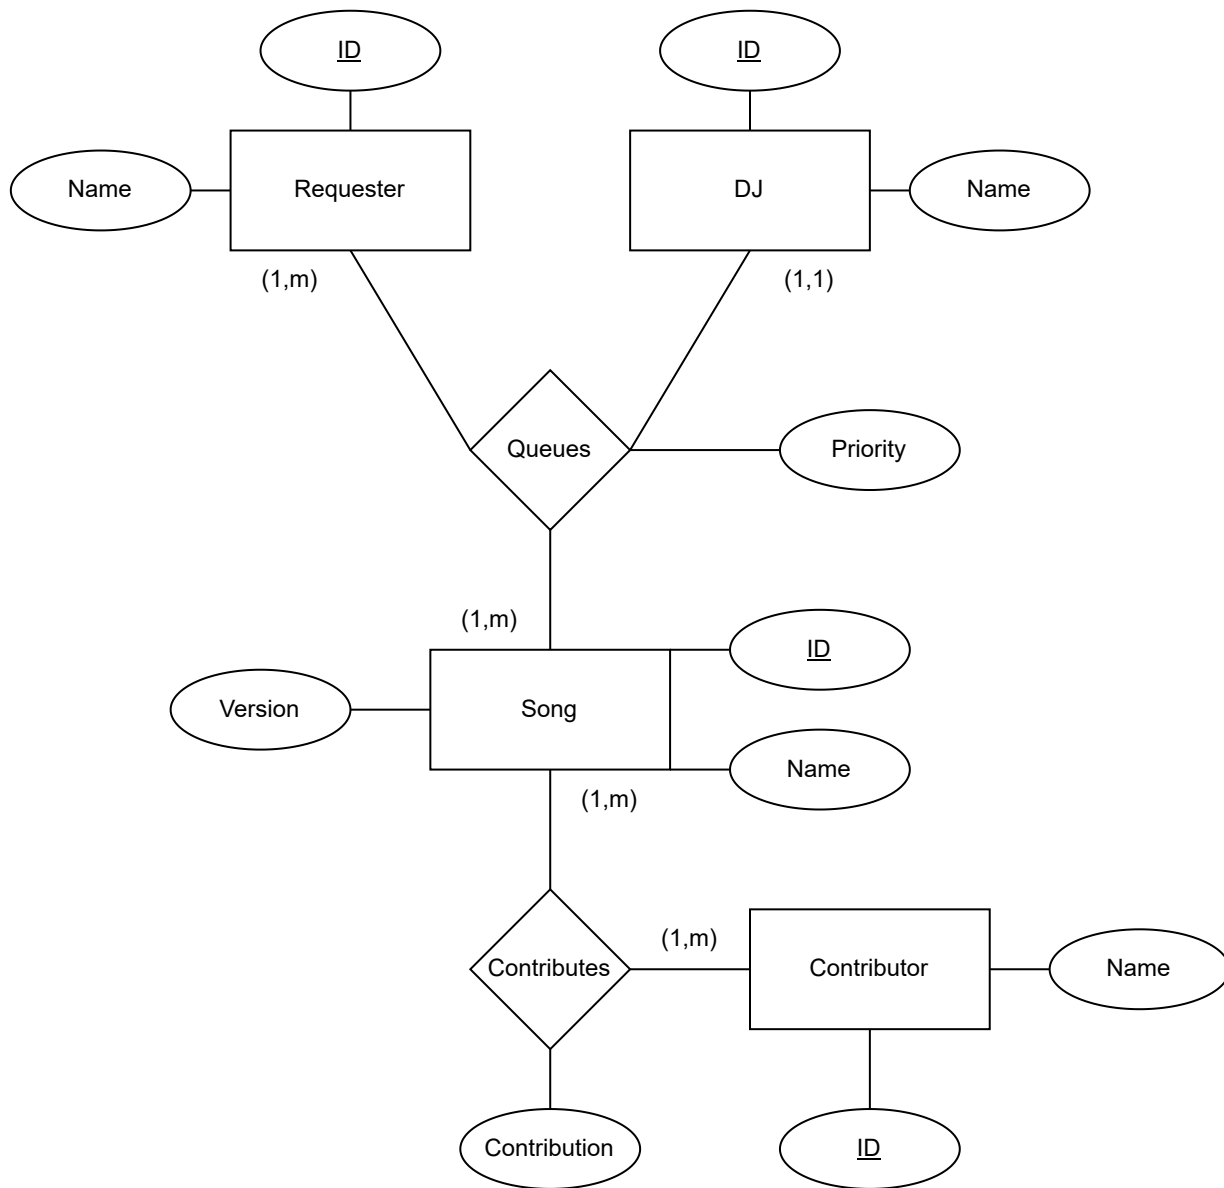 ID
ID
Name
Requester
DJ
Name
(1,m)
(1,1)
Queues
Priority
(1,m)
ID
Version
Song
Name
(1,m)
(1,m)
Contributes
Contributor
Name
Contribution
ID